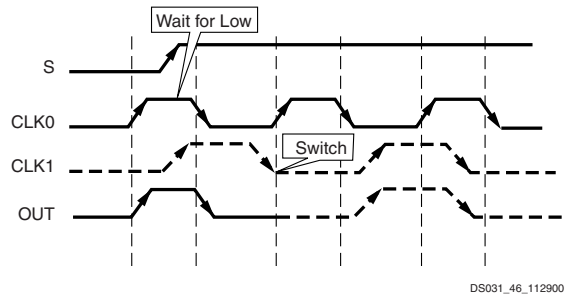 Wait for Low
S
CLK0
CLK1
Switch
OUT
DS031_46_112900